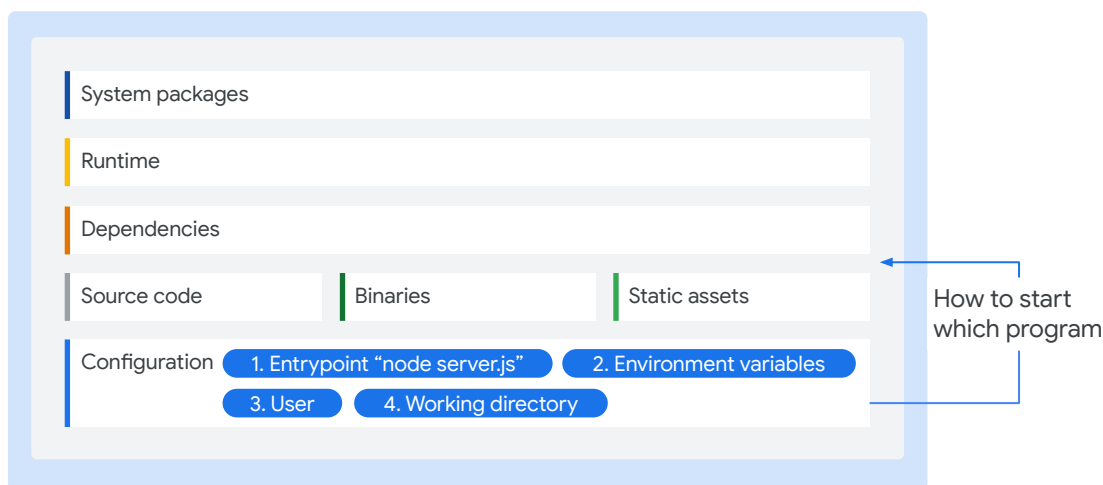 System packages
Runtime
Dependencies
Source code
Binaries
Static assets
Configuration
1. Entrypoint “node server.js”
2. Environment variables
3. User
4. Working directory
How to start
which program